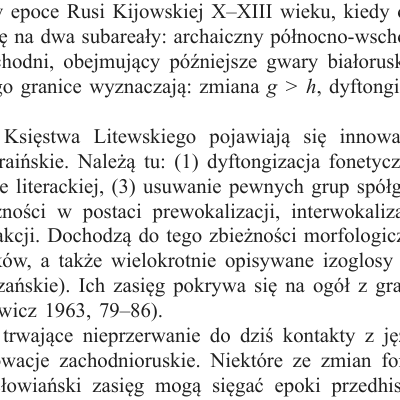 epoce Rusi Kijowskiej X–XIII wieku, kiedy
na dwa subareały: archaiczny północno-wscho
chodni, obejmujący późniejsze gwary białorusk
go granice wyznaczają: zmiana g > h, dyftongi
Księstwa Litewskiego pojawiają się innowa
raińskie. Należą tu: (1) dyftongizacja fonetycz
e literackiej, (3) usuwanie pewnych grup spółg
zności w postaci prewokalizacji, interwokaliza
akcji. Dochodzą do tego zbieżności morfologicz
ków, a także wielokrotnie opisywane izoglosy
zańskie). Ich zasięg pokrywa się na ogół z gra
wicz 1963, 79–86).
trwające nieprzerwanie do dziś kontakty z ję
owacje zachodnioruskie. Niektóre ze zmian fo
słowiański zasięg mogą sięgać epoki przedhis